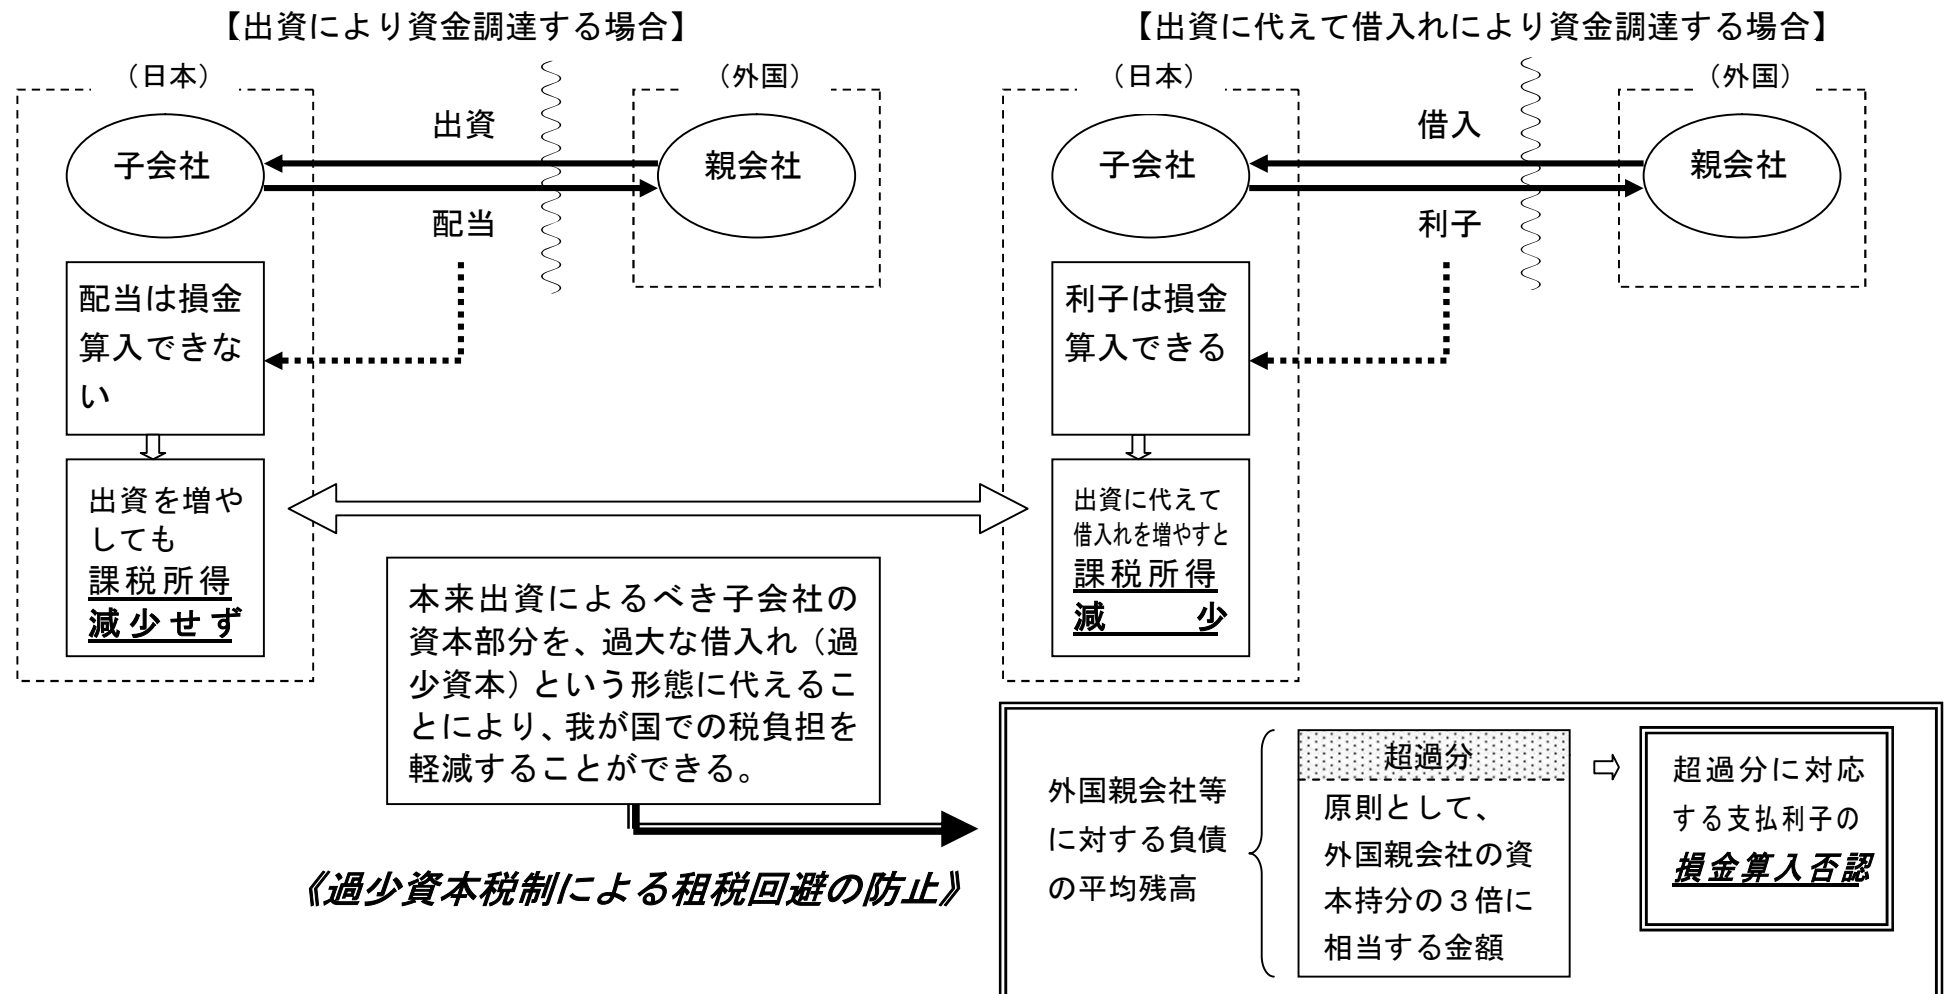 【出資により資金調達する場合】
（日本）
（外国）
出資
子会社
親会社
配当
配当は損金
算入できな
い
出資を増や
しても
課税所得
減少せず
【出資に代えて借入れにより資金調達する場合】
（日本）
（外国）
借入
子会社
親会社
利子
利子は損金
算入できる
出資に代えて
借入れを増やすと
課税所得
減　　少
本来出資によるべき子会社の
資本部分を、過大な借入れ（過
少資本）という形態に代えるこ
とにより、我が国での税負担を
軽減することができる。
《過少資本税制による租税回避の防止》
外国親会社等
に対する負債
の平均残高
超過分
原則として、
外国親会社の資
本持分の３倍に
相当する金額
⇨
超過分に対応
する支払利子の
損金算入否認